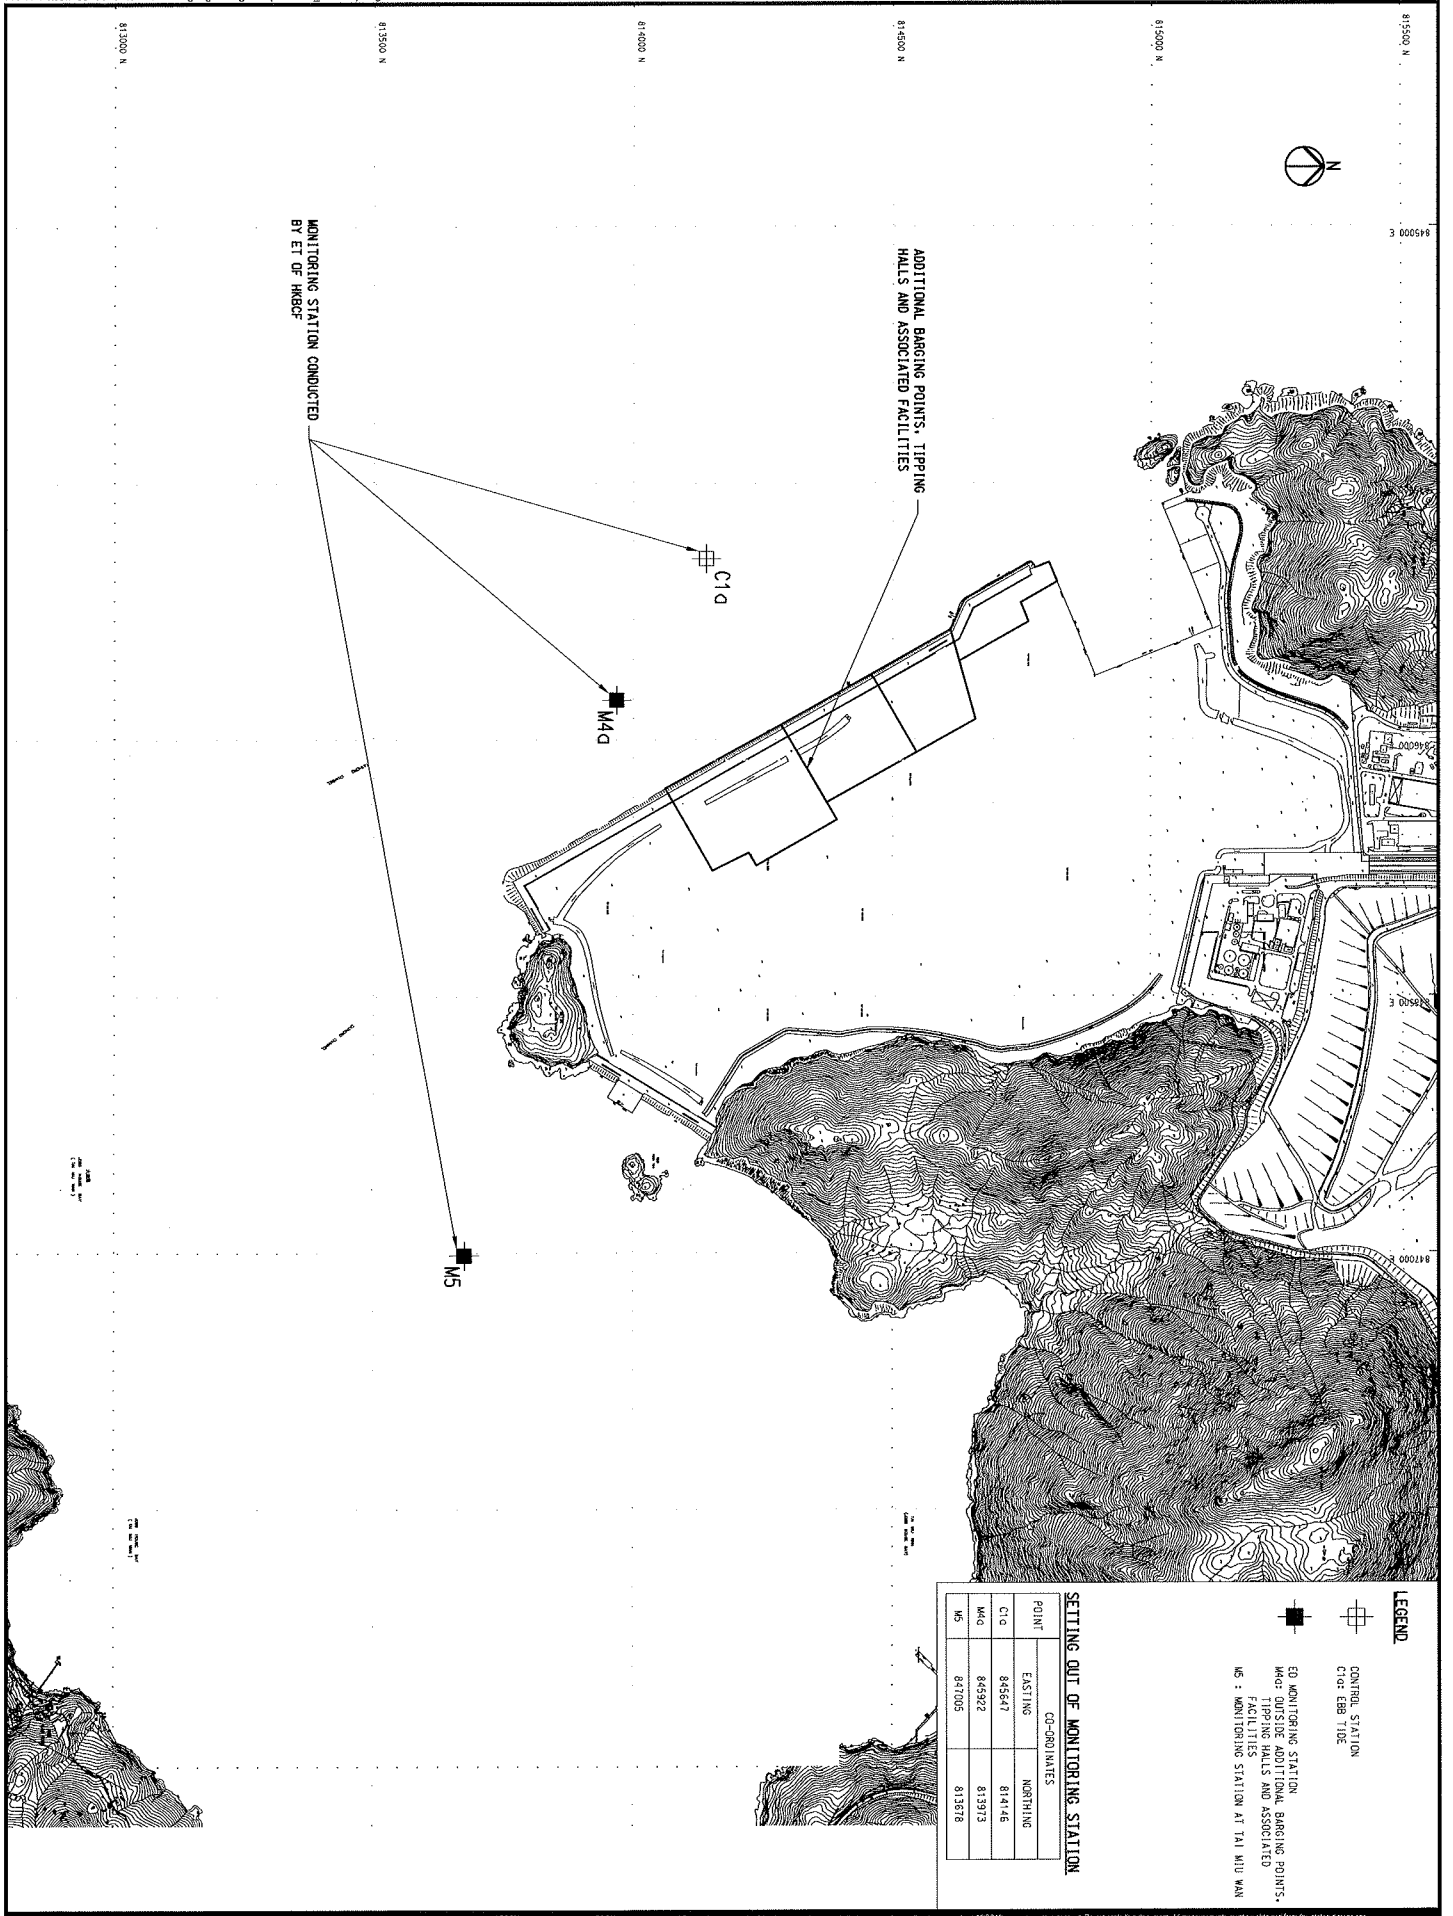 815500 N
815000 N
814500 N
814000 N
813500 N
813000 N
N
845000 E
846000 E
847000 E
ADDITIONAL BARGING POINTS, TIPPING
HALLS AND ASSOCIATED FACILITIES
MONITORING STATION CONDUCTED
BY ET OF HKBCF
C1a
M4a
M5
LEGEND
CONTROL STATION
C1a: EBB TIDE
ED MONITORING STATION
M4a: OUTSIDE ADDITIONAL BARGING POINTS,
TIPPING HALLS AND ASSOCIATED
FACILITIES
M5 : MONITORING STATION AT TAI MIU WAN
SETTING OUT OF MONITORING STATION
POINT
CO-ORDINATES
EASTING
NORTHING
C1a 845647 814146
M4a 845922 813973
M5 847005 813678